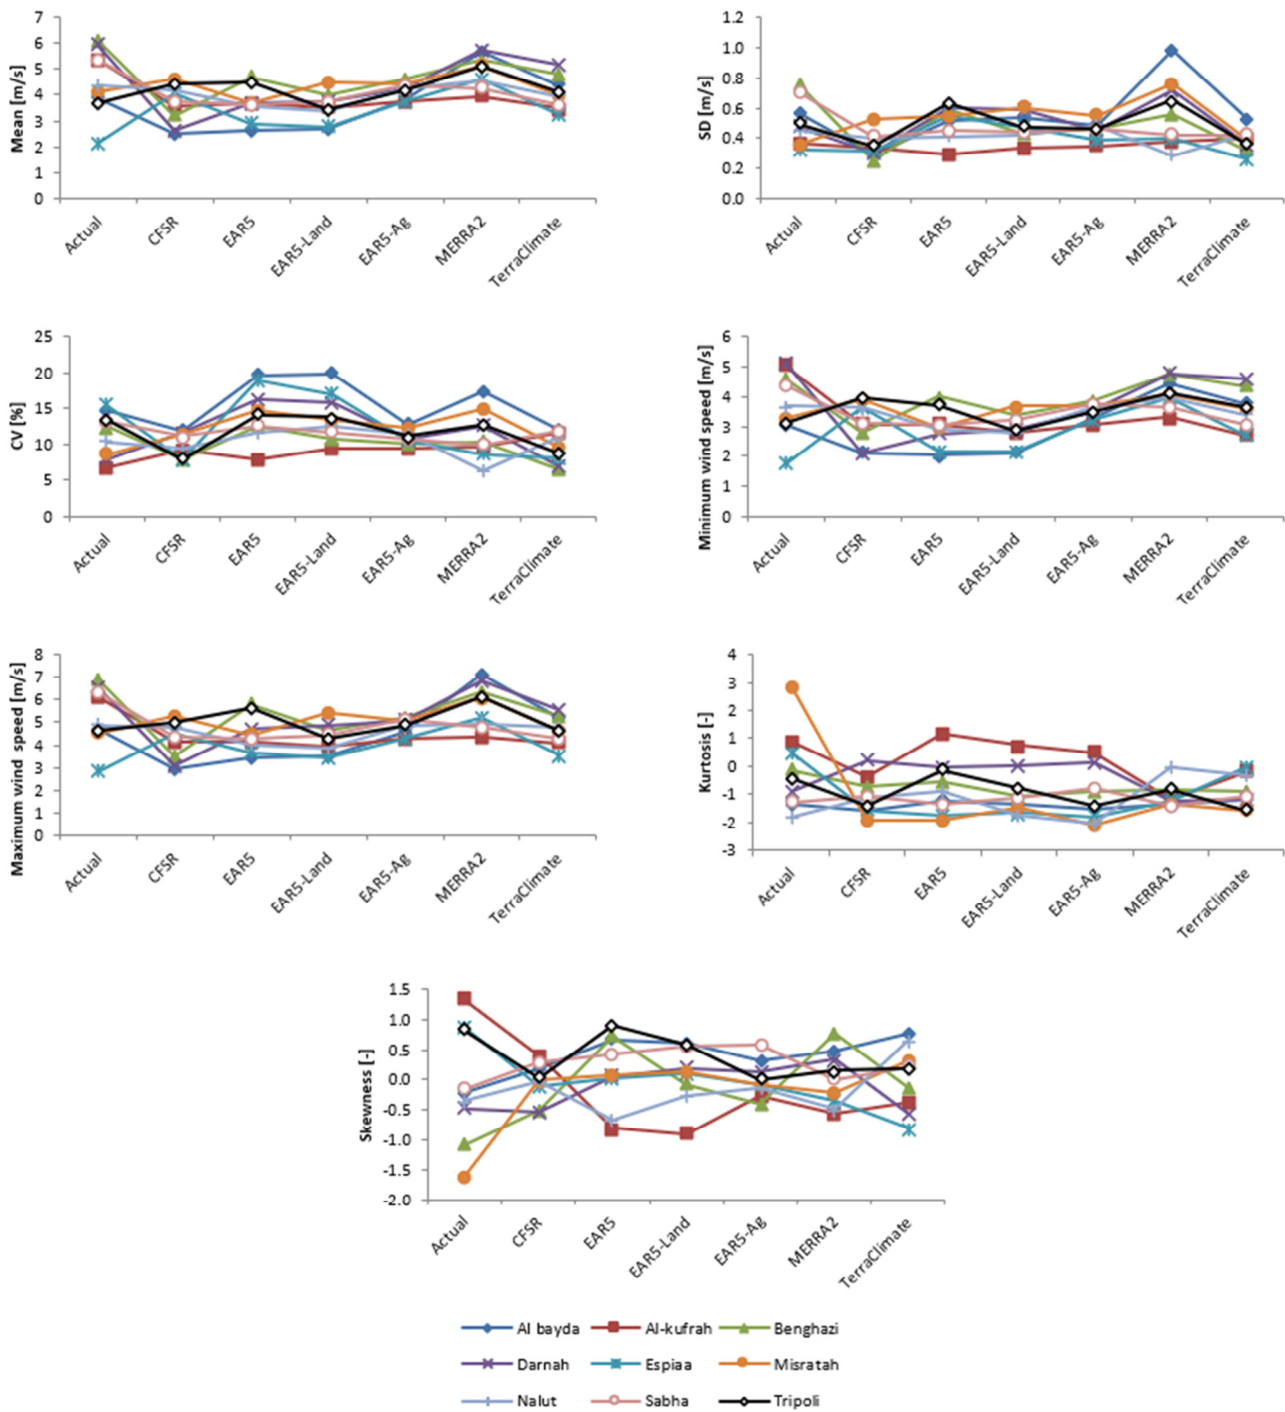 Mean [m/s]
7
6
5
4
3
2
1
0
Actual
CFSR
EAR5
EAR5-Land
EAR5-Ag
MERRA2
TerraClimate
SD [m/s]
1.2
1.0
0.8
0.6
0.4
0.2
0.0
Actual
CFSR
EAR5
EAR5-Land
EAR5-Ag
MERRA2
TerraClimate
CV [%]
25
20
15
10
5
0
Actual
CFSR
EAR5
EAR5-Land
EAR5-Ag
MERRA2
TerraClimate
Minimum wind speed [m/s]
6
5
4
3
2
1
0
Actual
CFSR
EAR5
EAR5-Land
EAR5-Ag
MERRA2
TerraClimate
Maximum wind speed [m/s]
8
7
6
5
4
3
2
1
0
Actual
CFSR
EAR5
EAR5-Land
EAR5-Ag
MERRA2
TerraClimate
Kurtosis [-]
4
3
2
1
0
-1
-2
-3
Actual
CFSR
EAR5
EAR5-Land
EAR5-Ag
MERRA2
TerraClimate
Skewness [-]
1.5
1.0
0.5
0.0
-0.5
-1.0
-1.5
-2.0
Actual
CFSR
EAR5
EAR5-Land
EAR5-Ag
MERRA2
TerraClimate
Al bayda Al-kufrah Benghazi
Darnah Espiaa Misratah
Nalut Sabha Tripoli